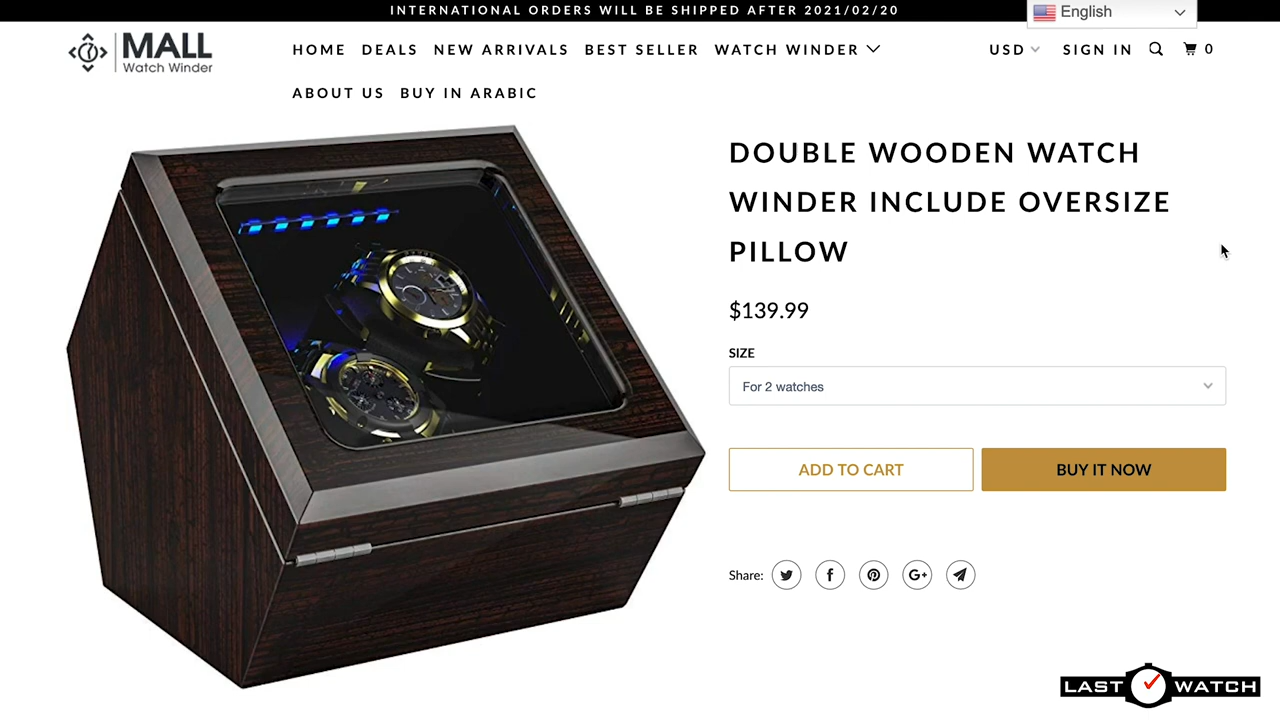 INTERNATIONAL ORDERS WILL BE SHIPPED AFTER 2021/02/20
English
MALL
Watch Winder
HOME DEALS NEW ARRIVALS BEST SELLER WATCH WINDER
USD SIGN IN 0
ABOUT US BUY IN ARABIC
DOUBLE WOODEN WATCH
WINDER INCLUDE OVERSIZE
PILLOW
$139.99
SIZE
For 2 watches
ADD TO CART
BUY IT NOW
Share:
G+
LAST WATCH